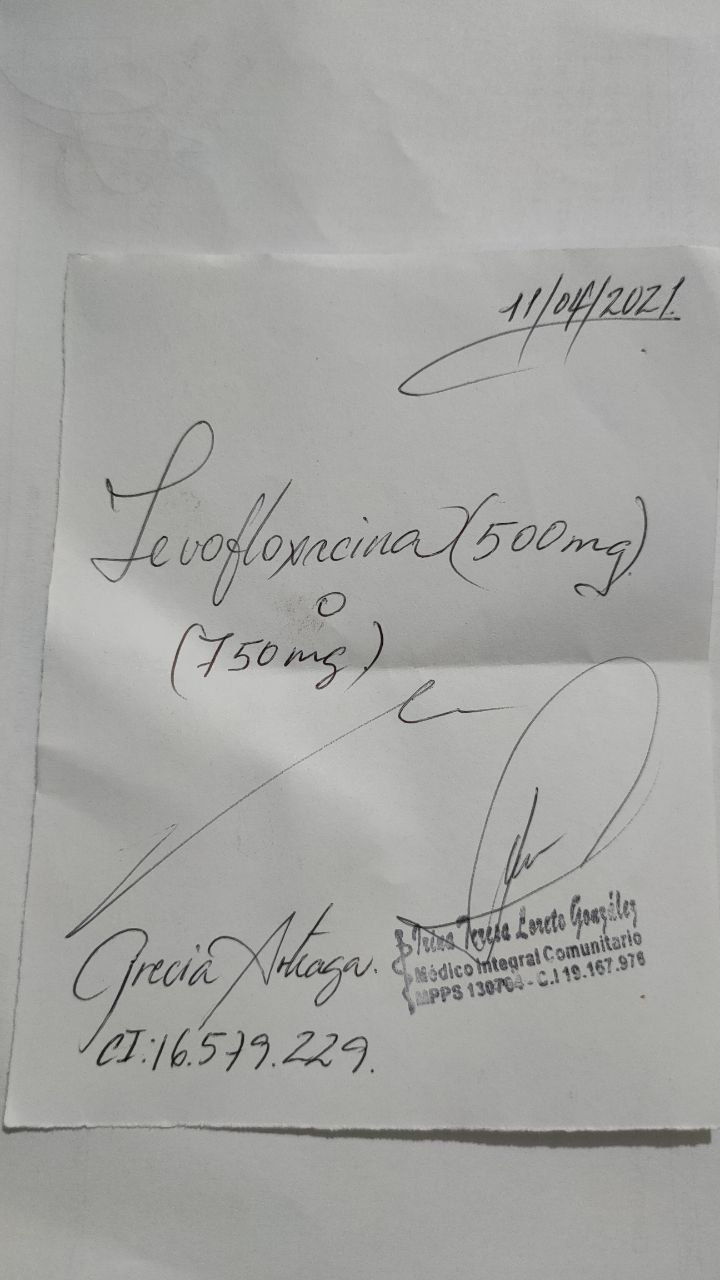 11/04/2021.
Levofloxacina (500mg)
o
(750mg)
Grecia Arteaga.
CI: 16.579.229.
Teresa Loreto González
Médico Integral Comunitario
MPPS 130704 - C.I 19.167.976